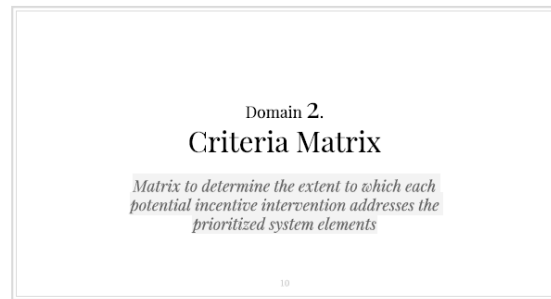 Domain 2.
Criteria Matrix
Matrix to determine the extent to which each
potential incentive intervention addresses the
prioritized system elements
10